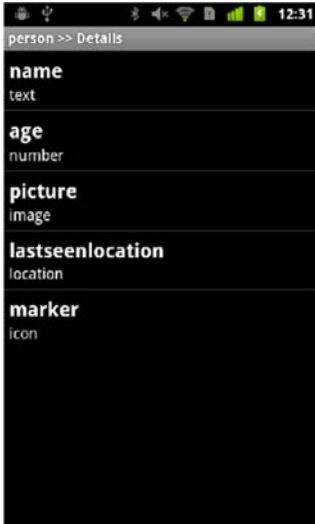 12:31
person >> Details
name
text
age
number
picture
image
lastseenlocation
location
marker
icon